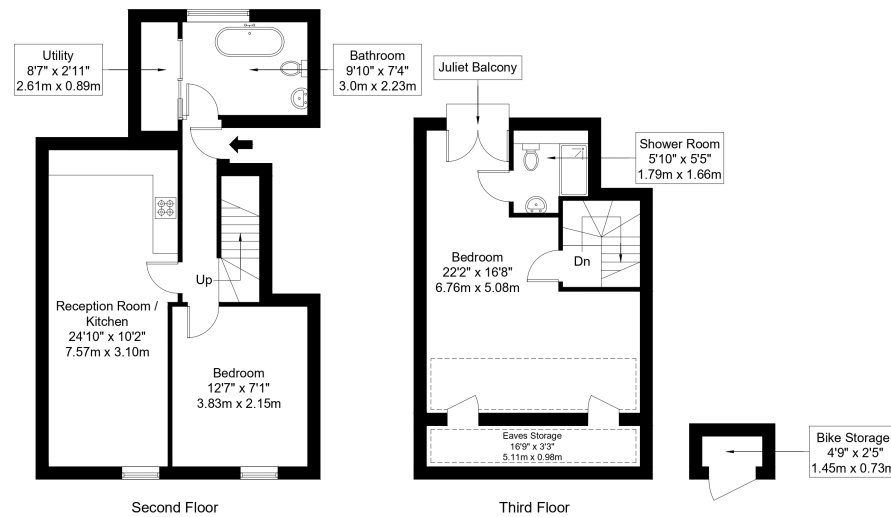 Utility
8'7" x 2'11"
2.61m x 0.89m
Bathroom
9'10" x 7'4"
3.0m x 2.23m
Juliet Balcony
Shower Room
5'10" x 5'5"
1.79m x 1.66m
Up
Reception Room /
Kitchen
24'10" x 10'2"
7.57m x 3.10m
Bedroom
12'7" x 7'1"
3.83m x 2.15m
Bedroom
22'2" x 16'8"
6.76m x 5.08m
Dn
Eaves Storage
16'9" x 3'3"
5.11m x 0.98m
Bike Storage
4'9" x 2'5"
1.45m x 0.73m
Second Floor
Third Floor